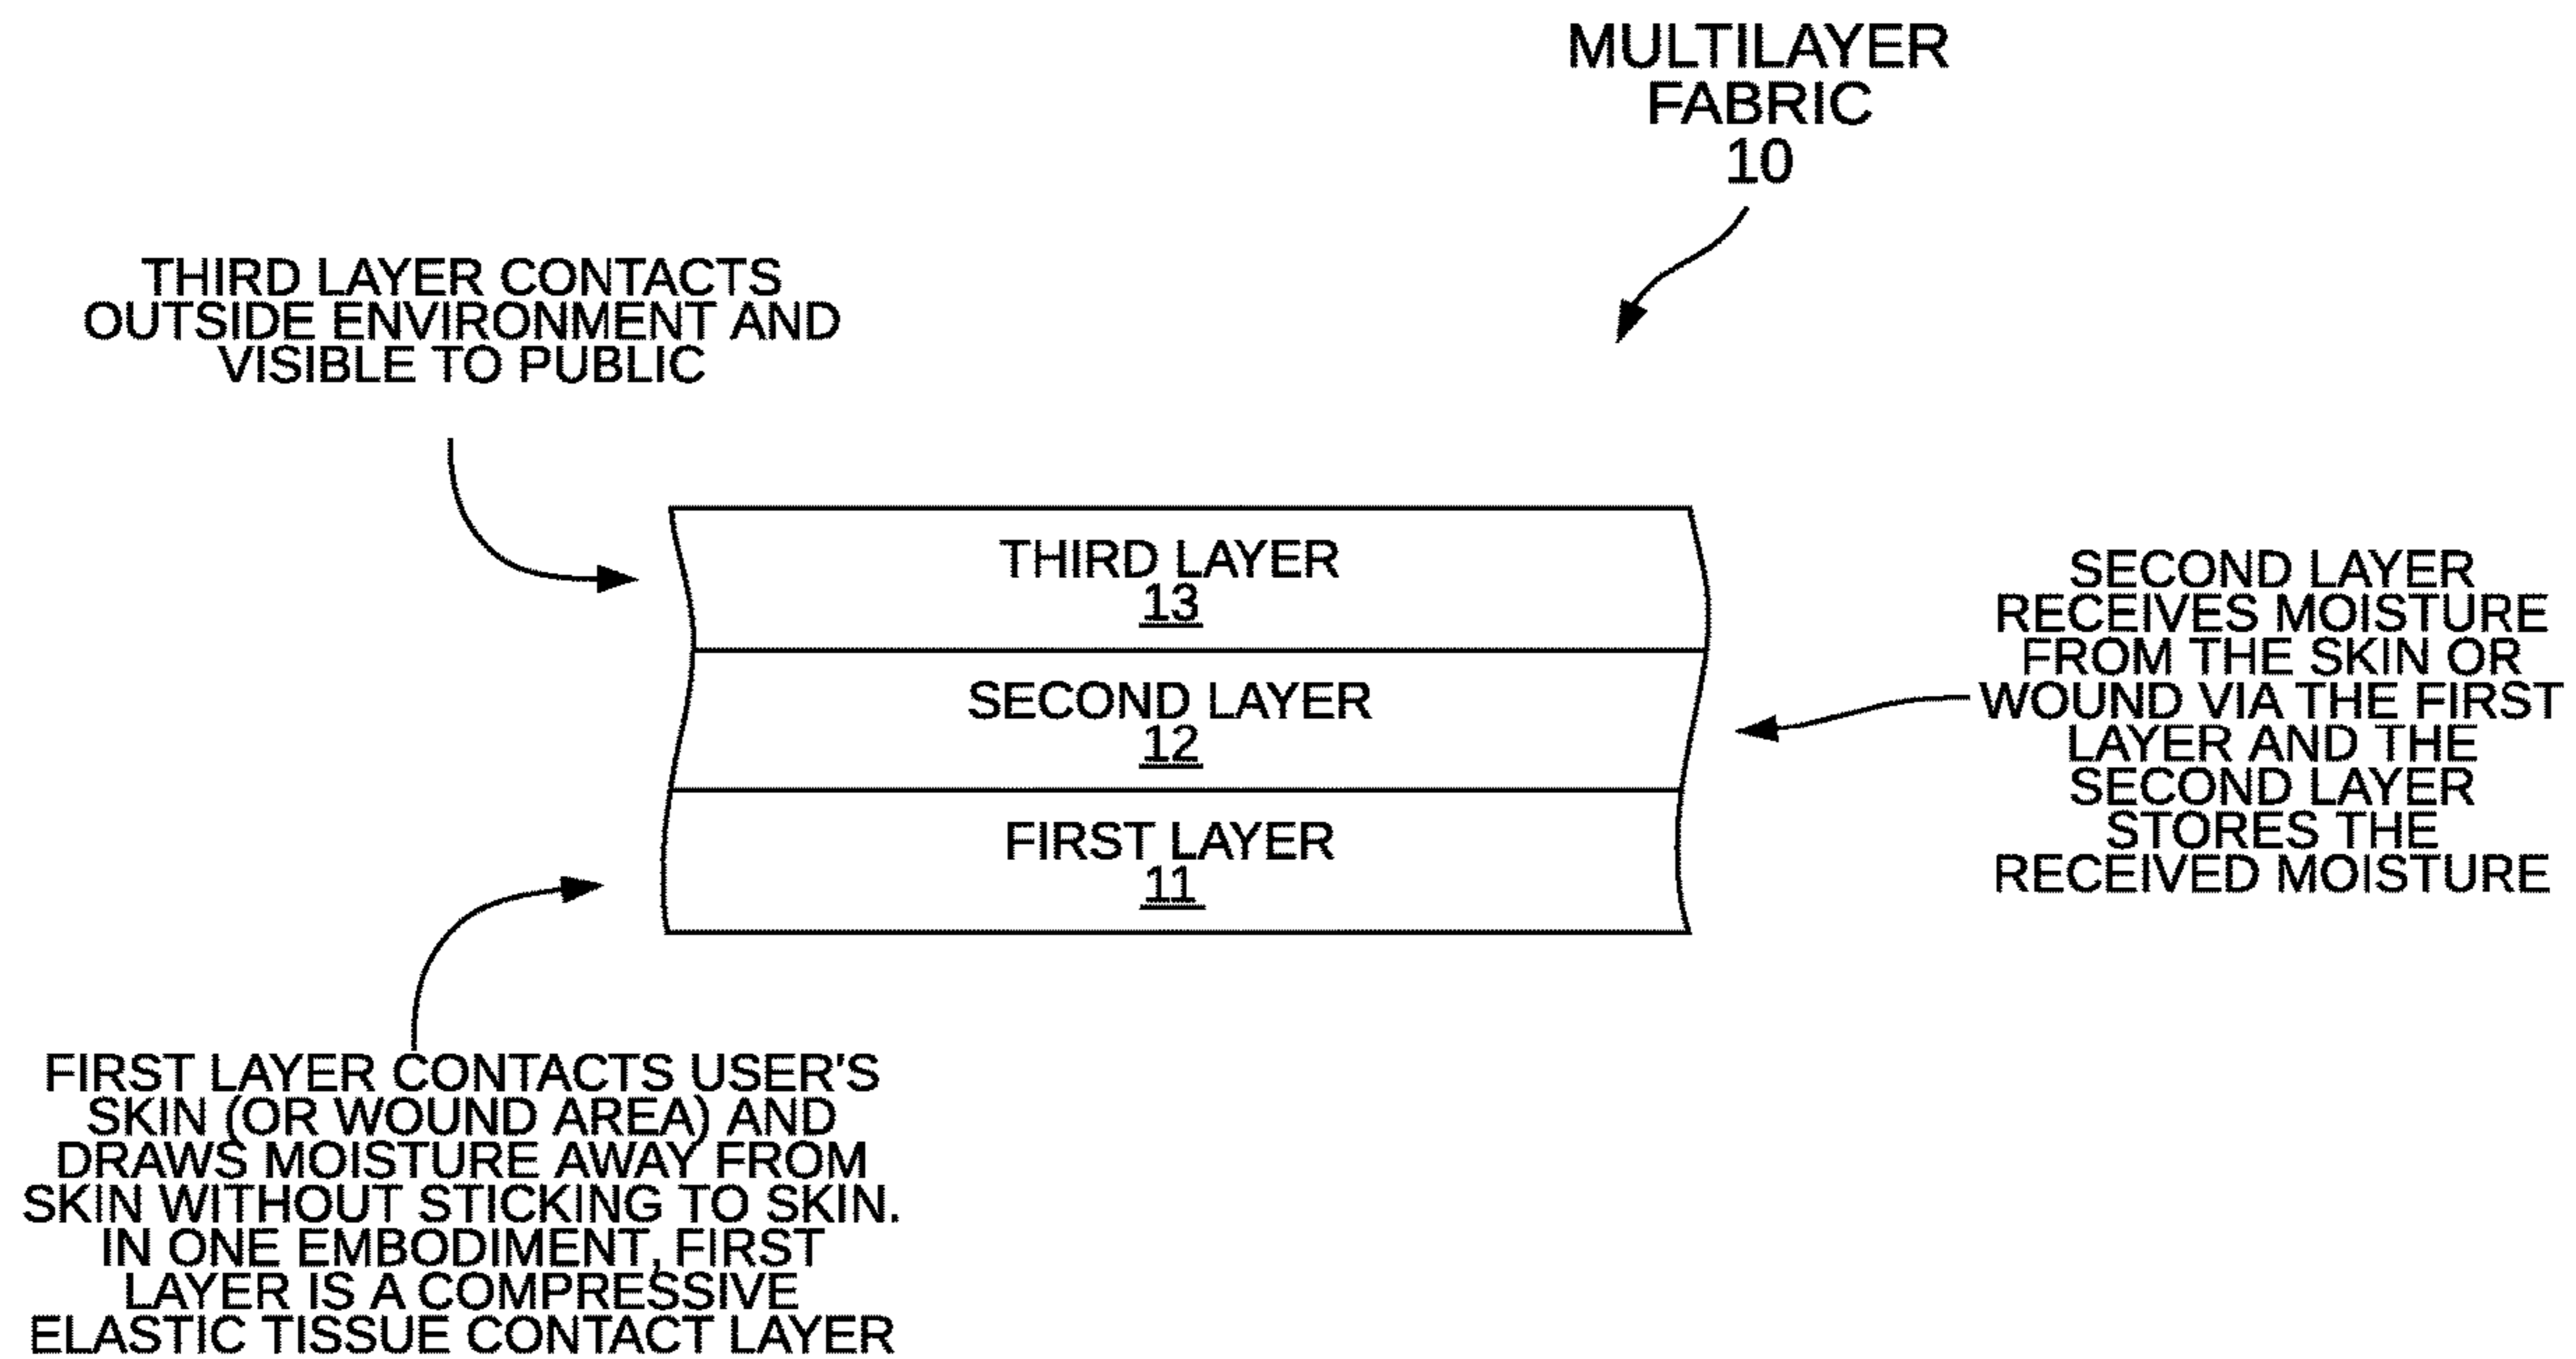 MULTILAYER
FABRIC
10
THIRD LAYER CONTACTS
OUTSIDE ENVIRONMENT AND
VISIBLE TO PUBLIC
THIRD LAYER
13
SECOND LAYER
12
FIRST LAYER
11
SECOND LAYER
RECEIVES MOISTURE
FROM THE SKIN OR
WOUND VIA THE FIRST
LAYER AND THE
SECOND LAYER
STORES THE
RECEIVED MOISTURE
FIRST LAYER CONTACTS USER'S
SKIN (OR WOUND AREA) AND
DRAWS MOISTURE AWAY FROM
SKIN WITHOUT STICKING TO SKIN.
IN ONE EMBODIMENT, FIRST
LAYER IS A COMPRESSIVE
ELASTIC TISSUE CONTACT LAYER